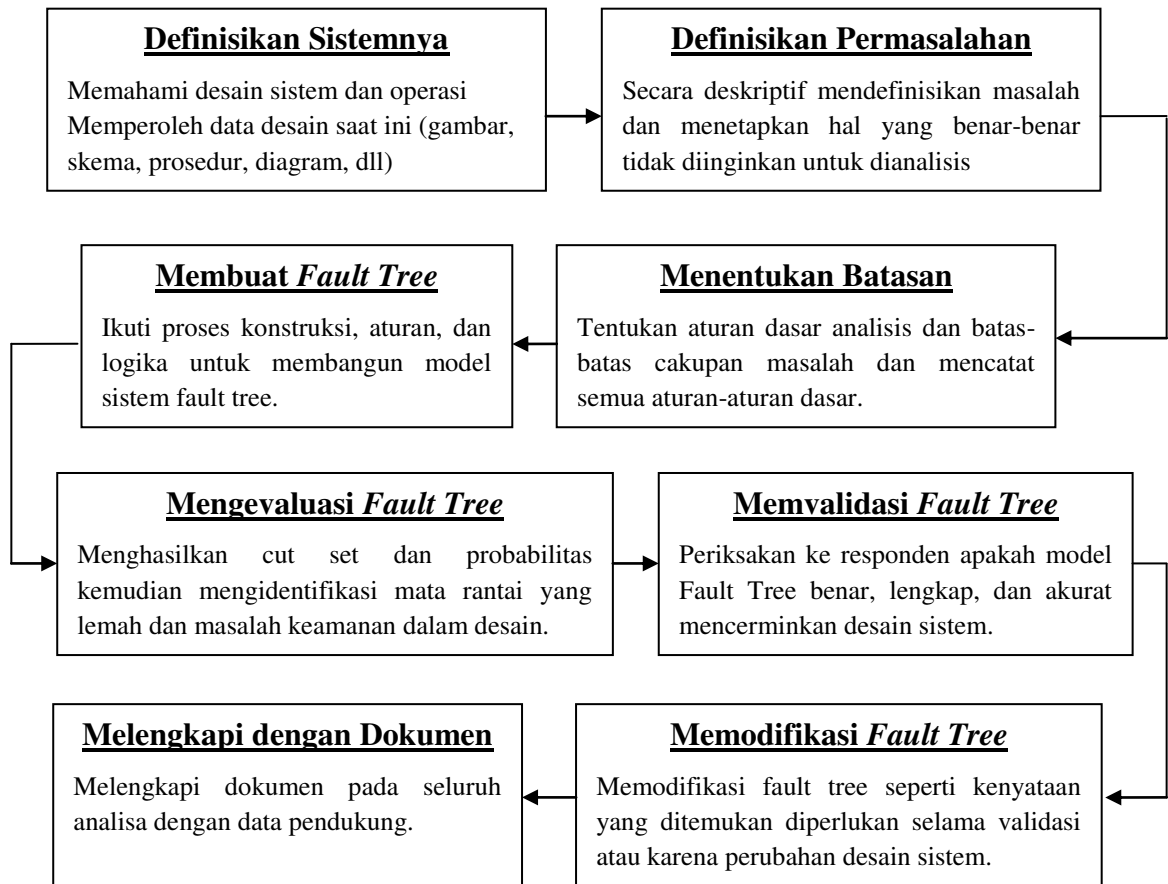 Definisikan Sistemnya
Memahami desain sistem dan operasi
Memperoleh data desain saat ini (gambar,
skema, prosedur, diagram, dll)
Definisikan Permasalahan
Secara deskriptif mendefinisikan masalah
dan menetapkan hal yang benar-benar
tidak diinginkan untuk dianalisis
Menentukan Batasan
Tentukan aturan dasar analisis dan batas-
batas cakupan masalah dan mencatat
semua aturan-aturan dasar.
Membuat Fault Tree
Ikuti proses konstruksi, aturan, dan
logika untuk membangun model
sistem fault tree.
Mengevaluasi Fault Tree
Menghasilkan cut set dan probabilitas
kemudian mengidentifikasi mata rantai yang
lemah dan masalah keamanan dalam desain.
Memvalidasi Fault Tree
Periksakan ke responden apakah model
Fault Tree benar, lengkap, dan akurat
mencerminkan desain sistem.
Memodifikasi Fault Tree
Memodifikasi fault tree seperti kenyataan
yang ditemukan diperlukan selama validasi
atau karena perubahan desain sistem.
Melengkapi dengan Dokumen
Melengkapi dokumen pada seluruh
analisa dengan data pendukung.